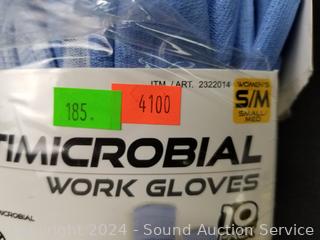 ITM. / ART. 2322014
WOMEN'S
S/M
SMALL/
MED
185.
4100
TIMICROBIAL
WORK GLOVES
10
Copyright 2024 - Sound Auction Service